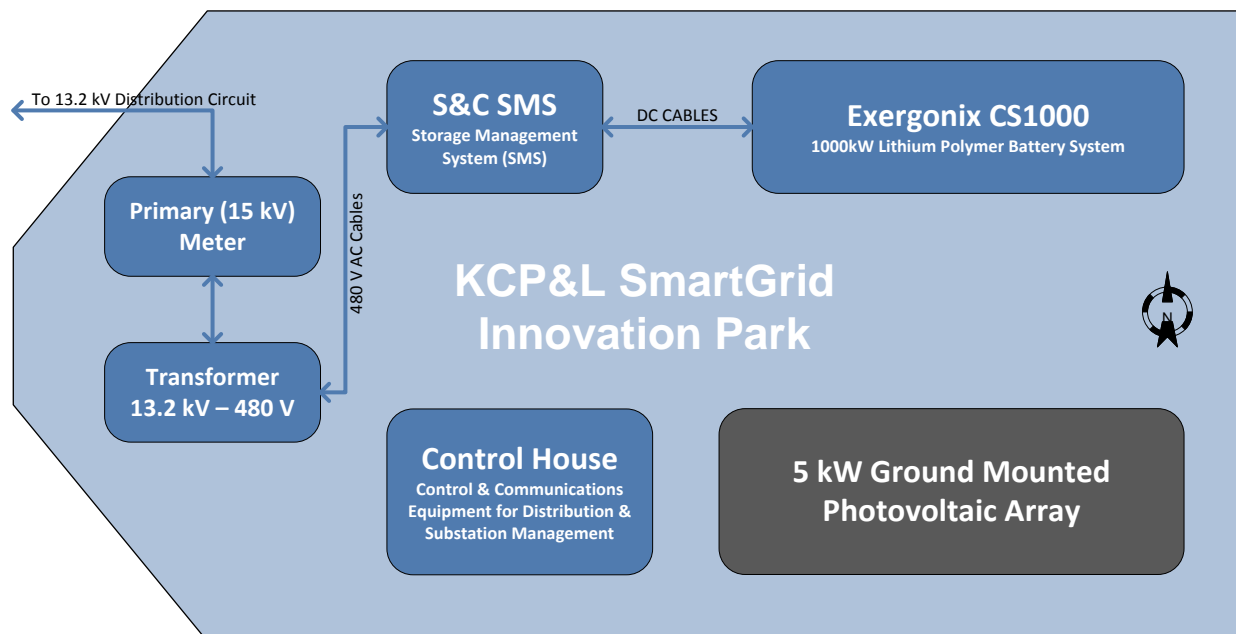 To 13.2 kV Distribution Circuit
S&C SMS
Storage Management
System (SMS)
DC CABLES
Exergonix CS1000
1000kW Lithium Polymer Battery System
Primary (15 kV)
Meter
480 V AC Cables
KCP&L SmartGrid
Innovation Park
N
Transformer
13.2 kV – 480 V
Control House
Control & Communications
Equipment for Distribution &
Substation Management
5 kW Ground Mounted
Photovoltaic Array